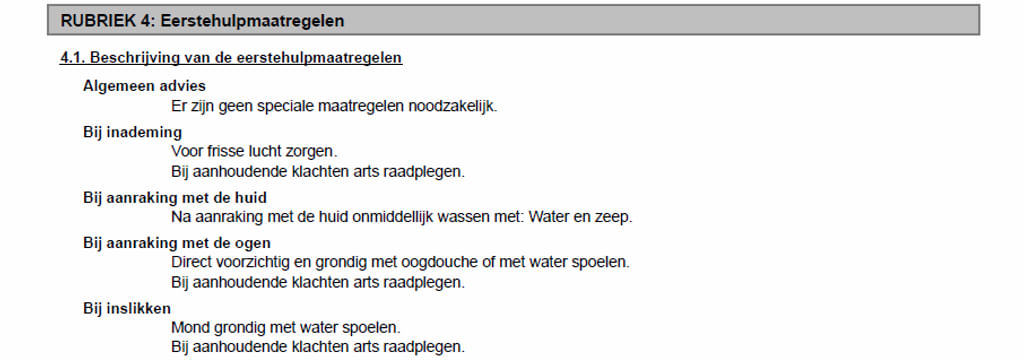 RUBRIEK 4: Eerstehulpmaatregelen
4.1. Beschrijving van de eerstehulpmaatregelen
Algemeen advies
Er zijn geen speciale maatregelen noodzakelijk.
Bij inademing
Voor frisse lucht zorgen.
Bij aanhoudende klachten arts raadplegen.
Bij aanraking met de huid
Na aanraking met de huid onmiddellijk wassen met: Water en zeep.
Bij aanraking met de ogen
Direct voorzichtig en grondig met oogdouche of met water spoelen.
Bij aanhoudende klachten arts raadplegen.
Bij inslikken
Mond grondig met water spoelen.
Bij aanhoudende klachten arts raadplegen.